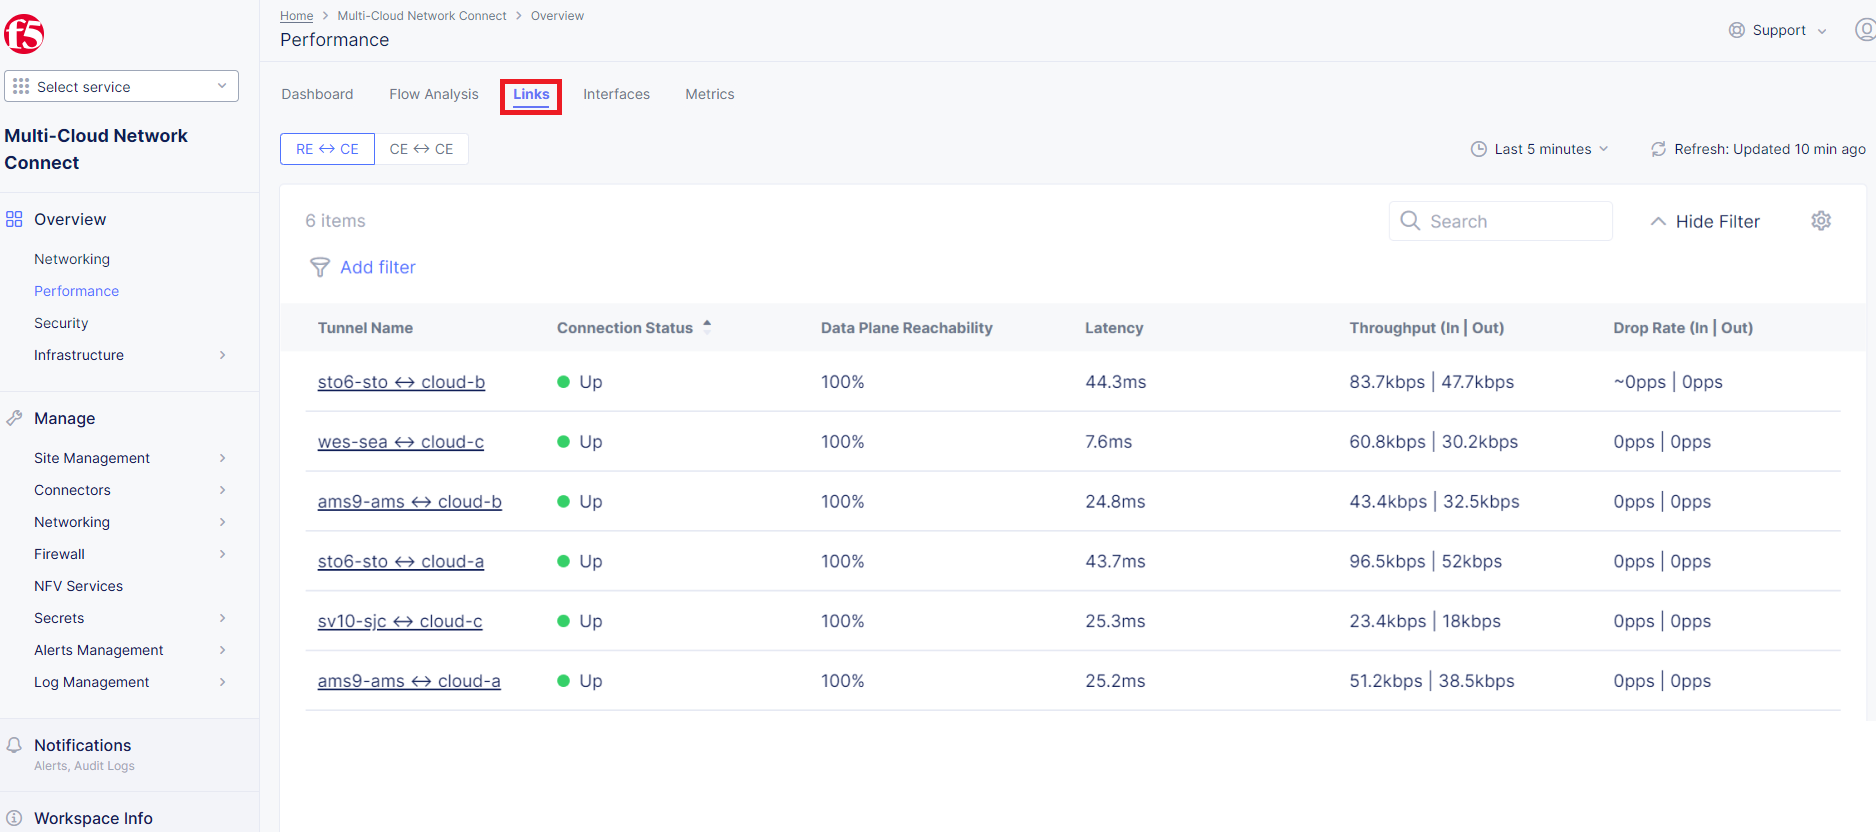 f5
Home > Multi-Cloud Network Connect > Overview
Performance
Support
Select service
Multi-Cloud Network
Connect
Overview
Networking
Performance
Security
Infrastructure
Manage
Site Management
Connectors
Networking
Firewall
NFV Services
Secrets
Alerts Management
Log Management
Notifications
Alerts, Audit Logs
Workspace Info
Dashboard Flow Analysis Links Interfaces Metrics
RE ↔ CE CE ↔ CE
Last 5 minutes Refresh: Updated 10 min ago
6 items Search Hide Filter
Add filter
Tunnel Name Connection Status Data Plane Reachability Latency Throughput (In | Out) Drop Rate (In | Out)
sto6-sto ↔ cloud-b Up 100% 44.3ms 83.7kbps | 47.7kbps ~0pps | 0pps
wes-sea ↔ cloud-c Up 100% 7.6ms 60.8kbps | 30.2kbps 0pps | 0pps
ams9-ams ↔ cloud-b Up 100% 24.8ms 43.4kbps | 32.5kbps 0pps | 0pps
sto6-sto ↔ cloud-a Up 100% 43.7ms 96.5kbps | 52kbps 0pps | 0pps
sv10-sjc ↔ cloud-c Up 100% 25.3ms 23.4kbps | 18kbps 0pps | 0pps
ams9-ams ↔ cloud-a Up 100% 25.2ms 51.2kbps | 38.5kbps 0pps | 0pps